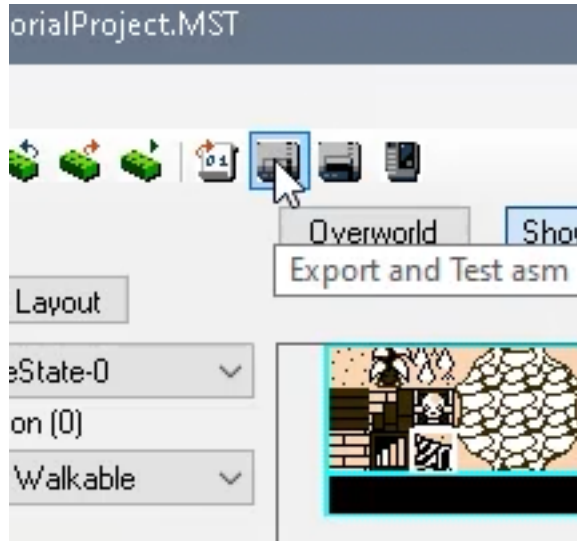 orialProject.MST
Overworld
Sho
Export and Test asm
Layout
eState-0
on (0)
Walkable